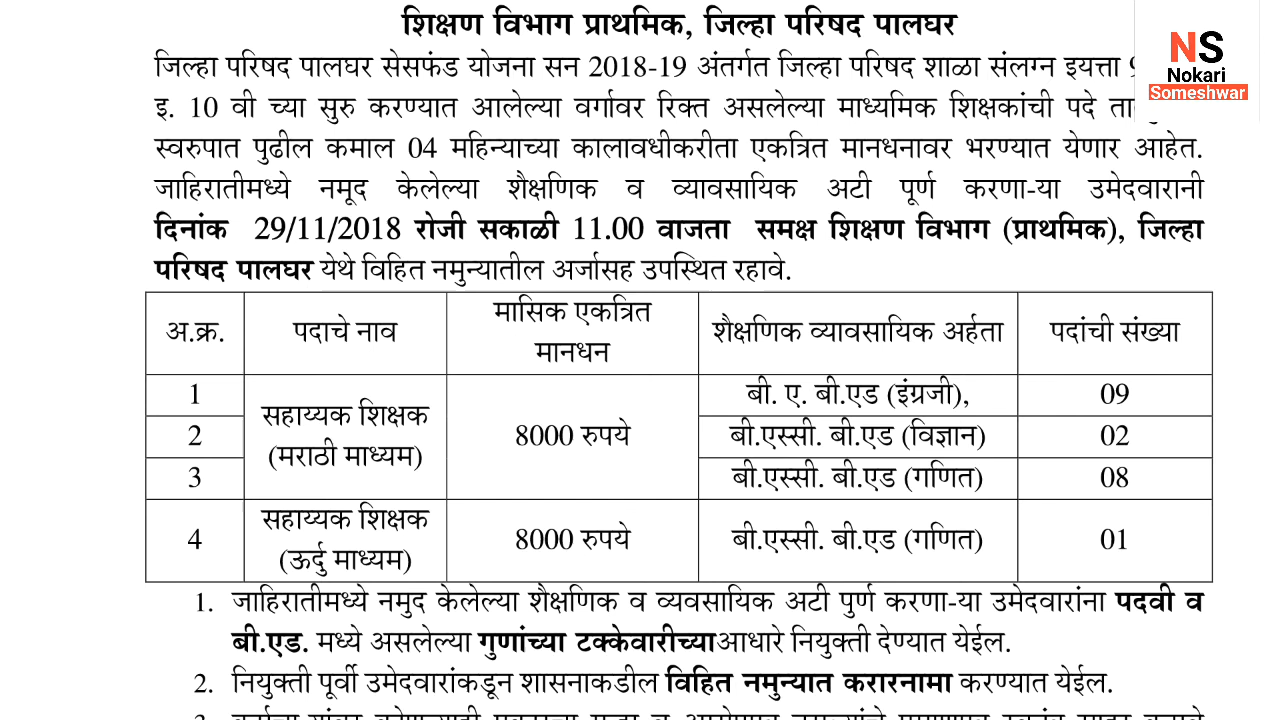 शिक्षण विभाग प्राथमिक, जिल्हा परिषद पालघर
NS
Nokari
Someshwar
जिल्हा परिषद पालघर सेसफंड योजना सन 2018-19 अंतर्गत जिल्हा परिषद शाळा संलग्न इयत्ता
इ. 10 वी च्या सुरु करण्यात आलेल्या वर्गावर रिक्त असलेल्या माध्यमिक शिक्षकांची पदे
स्वरुपात पुढील कमाल 04 महिन्याच्या कालावधीकरीता एकत्रित मानधनावर भरण्यात येणार आहेत.
जाहिरातीमध्ये नमूद केलेल्या शैक्षणिक व व्यावसायिक अटी पूर्ण करणा-या उमेदवारानी
दिनांक 29/11/2018 रोजी सकाळी 11.00 वाजता समक्ष शिक्षण विभाग (प्राथमिक), जिल्हा
परिषद पालघर येथे विहित नमुन्यातील अर्जासह उपस्थित रहावे.
अ.क्र. पदाचे नाव मासिक एकत्रित मानधन शैक्षणिक व्यावसायिक अर्हता पदांची संख्या
1 सहाय्यक शिक्षक (मराठी माध्यम) 8000 रुपये बी. ए. बी.एड (इंग्रजी), 09
2 बी.एस्सी. बी.एड (विज्ञान) 02
3 बी.एस्सी. बी.एड (गणित) 08
4 सहाय्यक शिक्षक (ऊर्दु माध्यम) 8000 रुपये बी.एस्सी. बी.एड (गणित) 01
1. जाहिरातीमध्ये नमुद केलेल्या शैक्षणिक व व्यवसायिक अटी पुर्ण करणा-या उमेदवारांना पदवी व
बी.एड. मध्ये असलेल्या गुणांच्या टक्केवारीच्याआधारे नियुक्ती देण्यात येईल.
2. नियुक्ती पूर्वी उमेदवारांकडून शासनाकडील विहित नमुन्यात करारनामा करण्यात येईल.